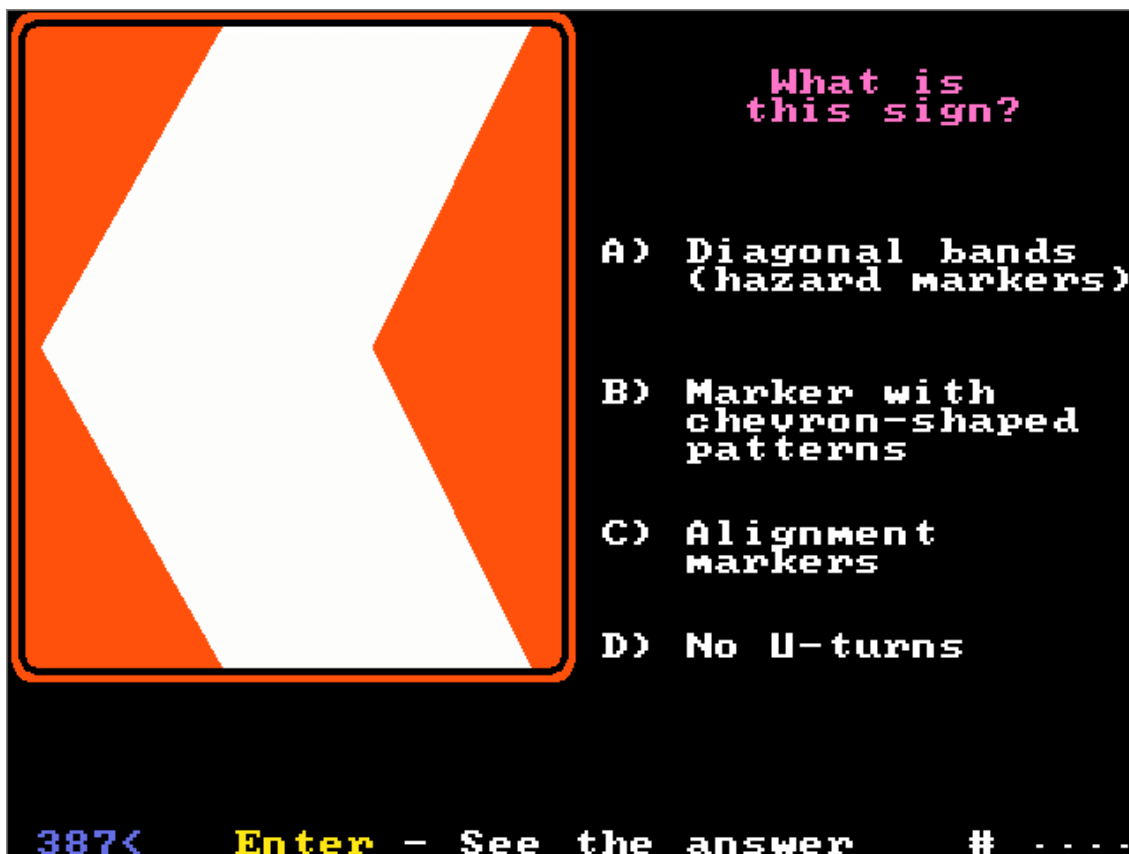 What is
this sign?
A) Diagonal bands
(hazard markers)
B) Marker with
chevron-shaped
patterns
C) Alignment
markers
D) No U-turns
387< Enter - See the answer # ----